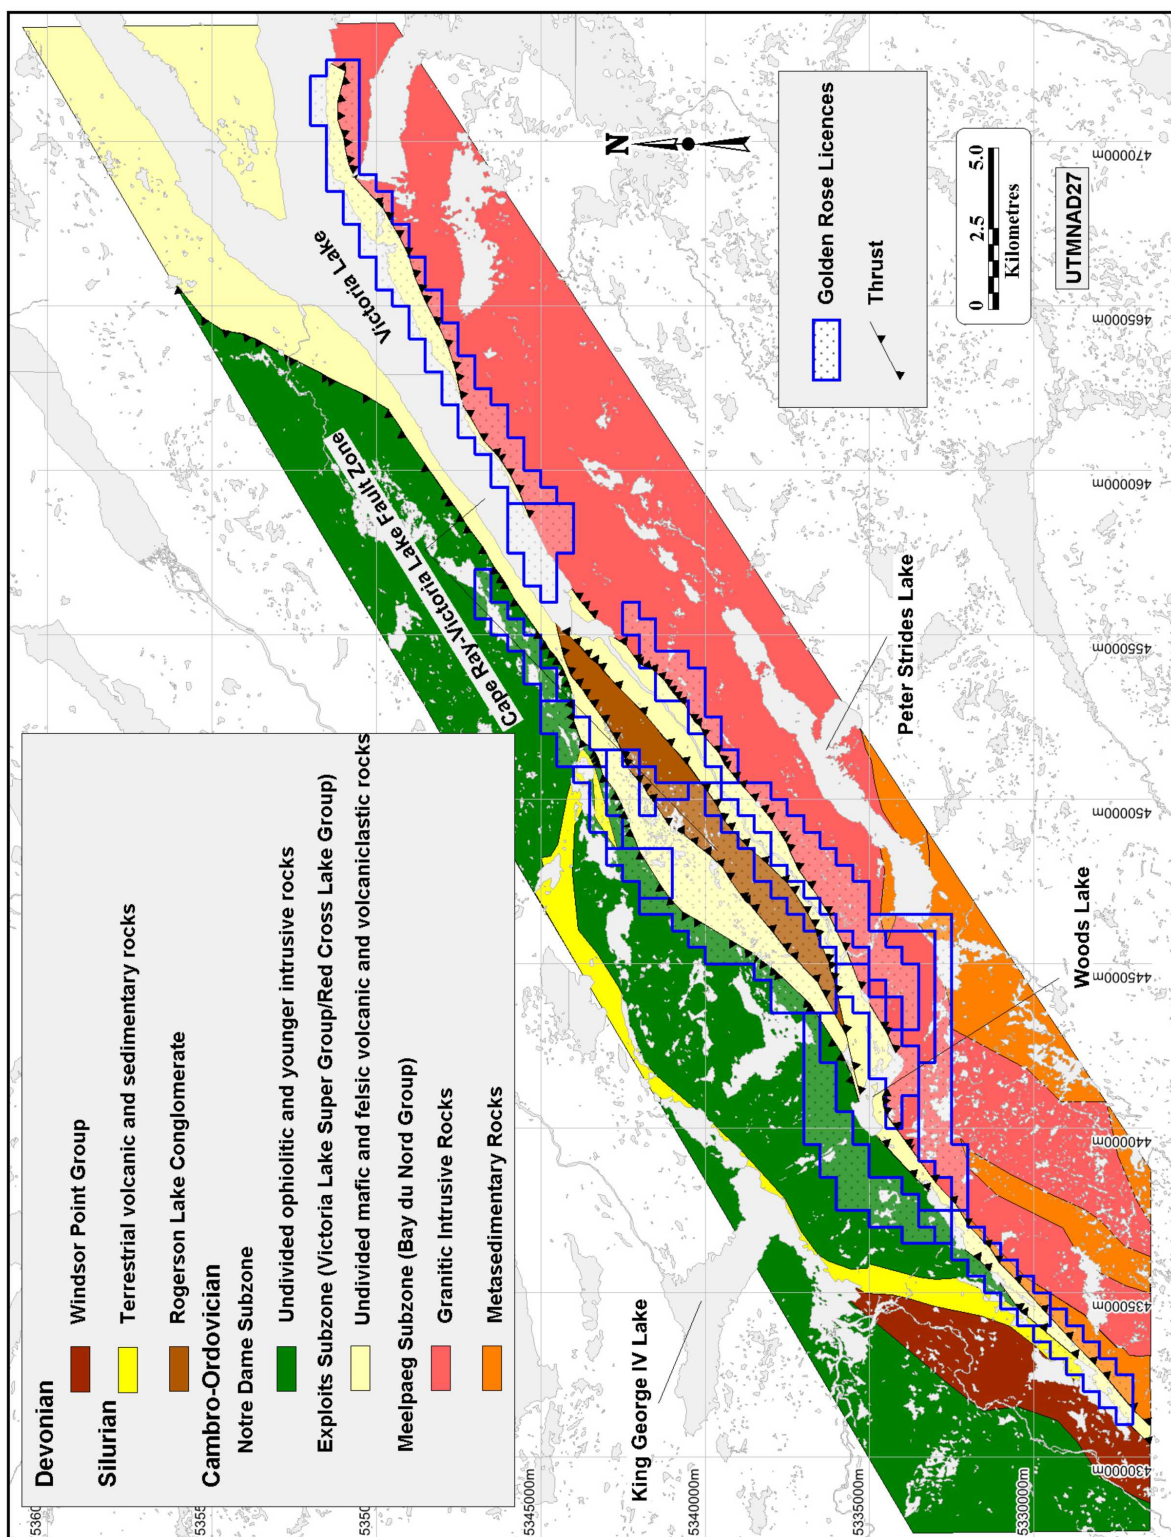 Devonian
Windsor Point Group
Silurian
Terrestrial volcanic and sedimentary rocks
Rogerson Lake Conglomerate
Cambro-Ordovician
Notre Dame Subzone
Undivided ophiolitic and younger intrusive rocks
Exploits Subzone (Victoria Lake Super Group/Red Cross Lake Group)
Undivided mafic and felsic volcanic and volcaniclastic rocks
Meelpaeg Subzone (Bay du Nord Group)
Granitic Intrusive Rocks
Metasedimentary Rocks
5360
5355
5350
5345000m
5340000m
5335000m
5330000m
Cape Ray-Victoria Lake Fault Zone
Victoria Lake
King George IV Lake
Peter Strides Lake
Woods Lake
N
Golden Rose Licences
Thrust
0 2.5 5.0
Kilometres
UTMNAD27
430000m
435000m
440000m
445000m
450000m
455000m
460000m
465000m
470000m